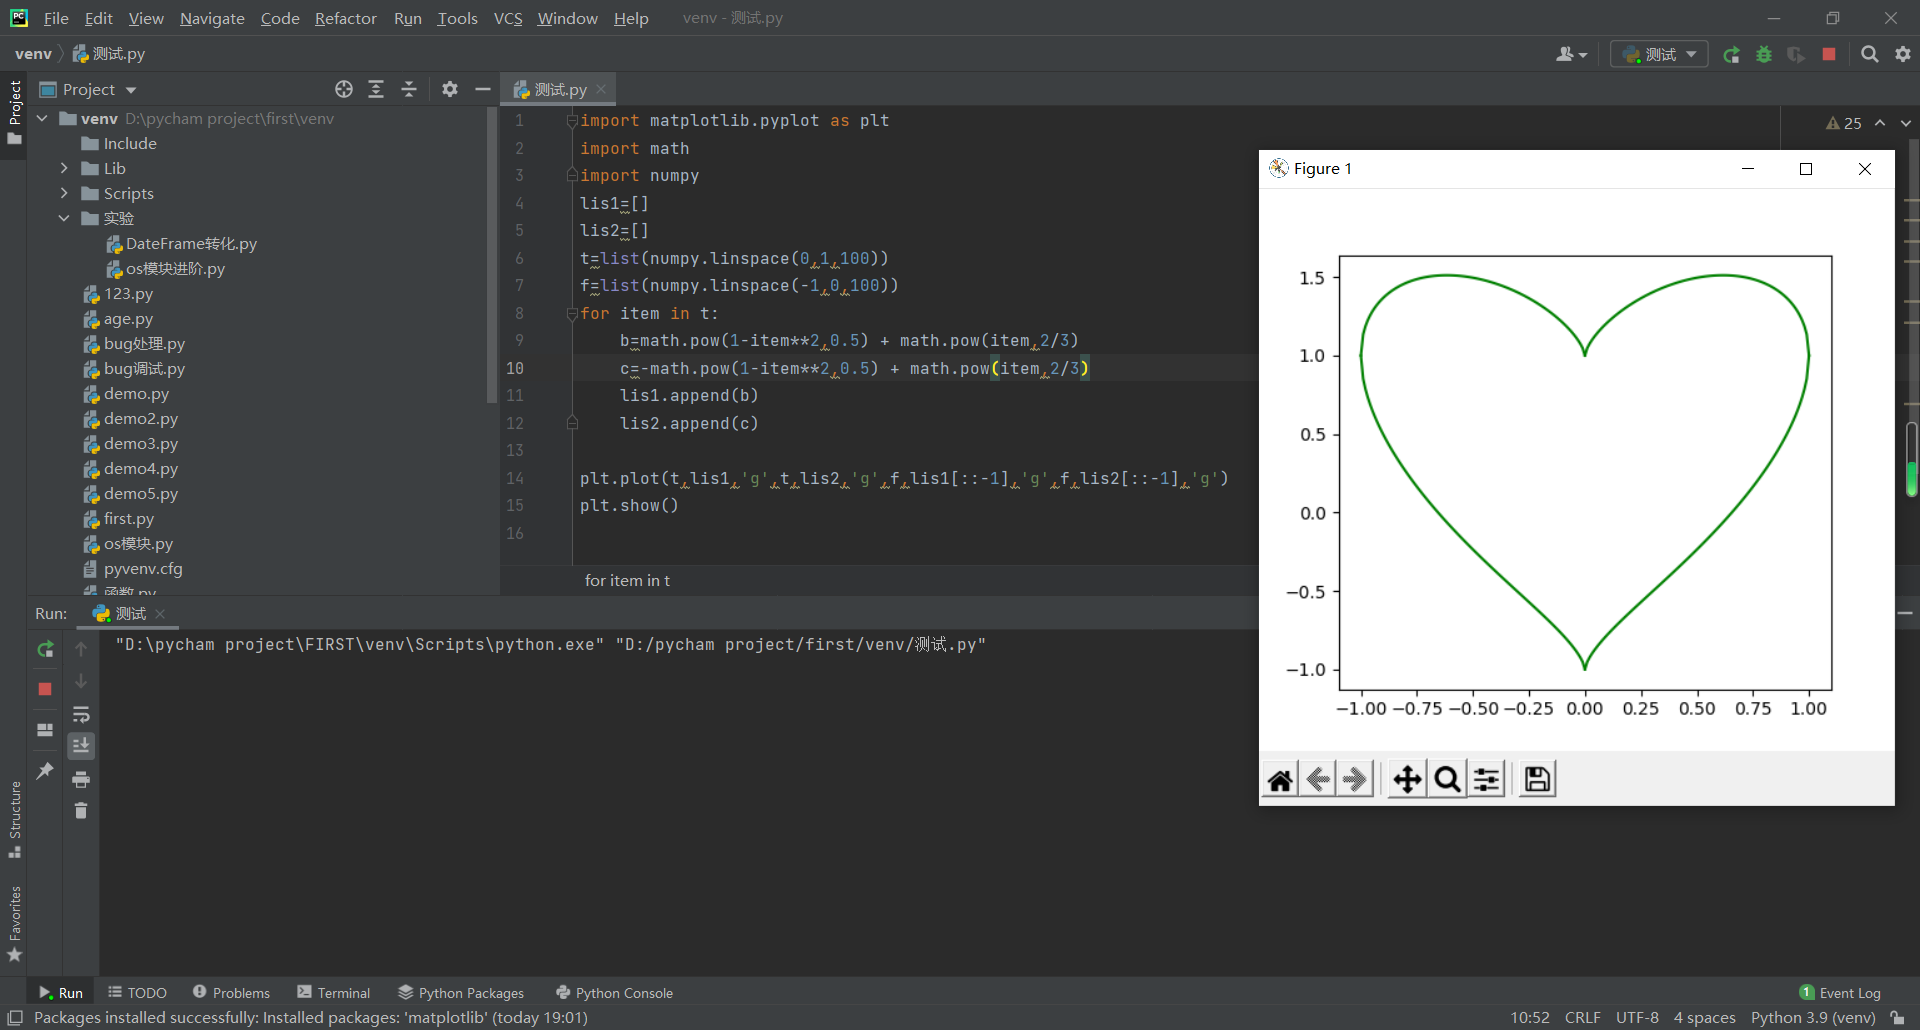 File Edit View Navigate Code Refactor Run Tools VCS Window Help venv - 测试.py
venv 测试.py 测试
Project
Project
venv D:\pycham project\first\venv
Include
Lib
Scripts
实验
DateFrame转化.py
os模块进阶.py
123.py
age.py
bug处理.py
bug调试.py
demo.py
demo2.py
demo3.py
demo4.py
demo5.py
first.py
os模块.py
pyvenv.cfg
函数.py
测试.py
25
1 import matplotlib.pyplot as plt
2 import math
3 import numpy
4 lis1=[]
5 lis2=[]
6 t=list(numpy.linspace(0,1,100))
7 f=list(numpy.linspace(-1,0,100))
8 for item in t:
9 b=math.pow(1-item**2,0.5) + math.pow(item,2/3)
10 c=-math.pow(1-item**2,0.5) + math.pow(item,2/3)
11 lis1.append(b)
12 lis2.append(c)
13
14 plt.plot(t,lis1,'g',t,lis2,'g',f,lis1[::-1],'g',f,lis2[::-1],'g')
15 plt.show()
16
for item in t
Figure 1
1.5
1.0
0.5
0.0
−0.5
−1.0
−1.00 −0.75 −0.50 −0.25 0.00 0.25 0.50 0.75 1.00
Run: 测试
"D:\pycham project\FIRST\venv\Scripts\python.exe" "D:/pycham project/first/venv/测试.py"
Structure
Favorites
Run TODO Problems Terminal Python Packages Python Console 1 Event Log
Packages installed successfully: Installed packages: 'matplotlib' (today 19:01) 10:52 CRLF UTF-8 4 spaces Python 3.9 (venv)